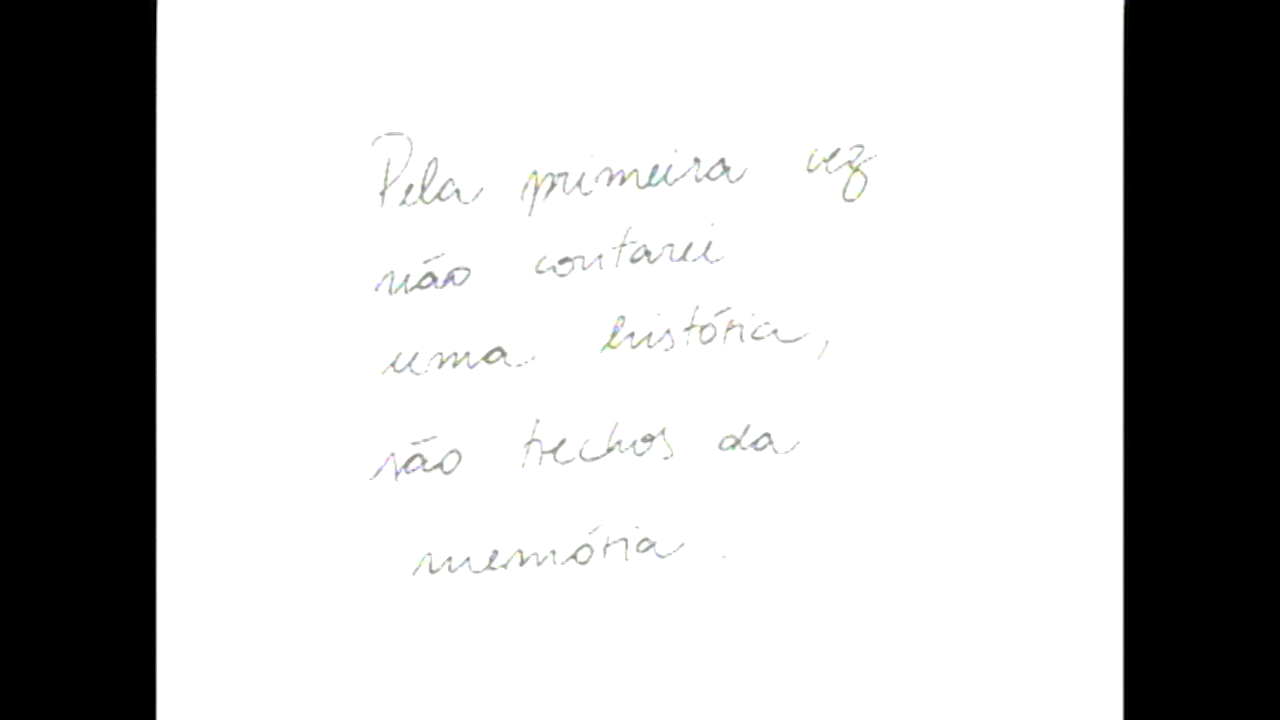 Pela primeira vez
não contarei
uma história,
são trechos da
memória.